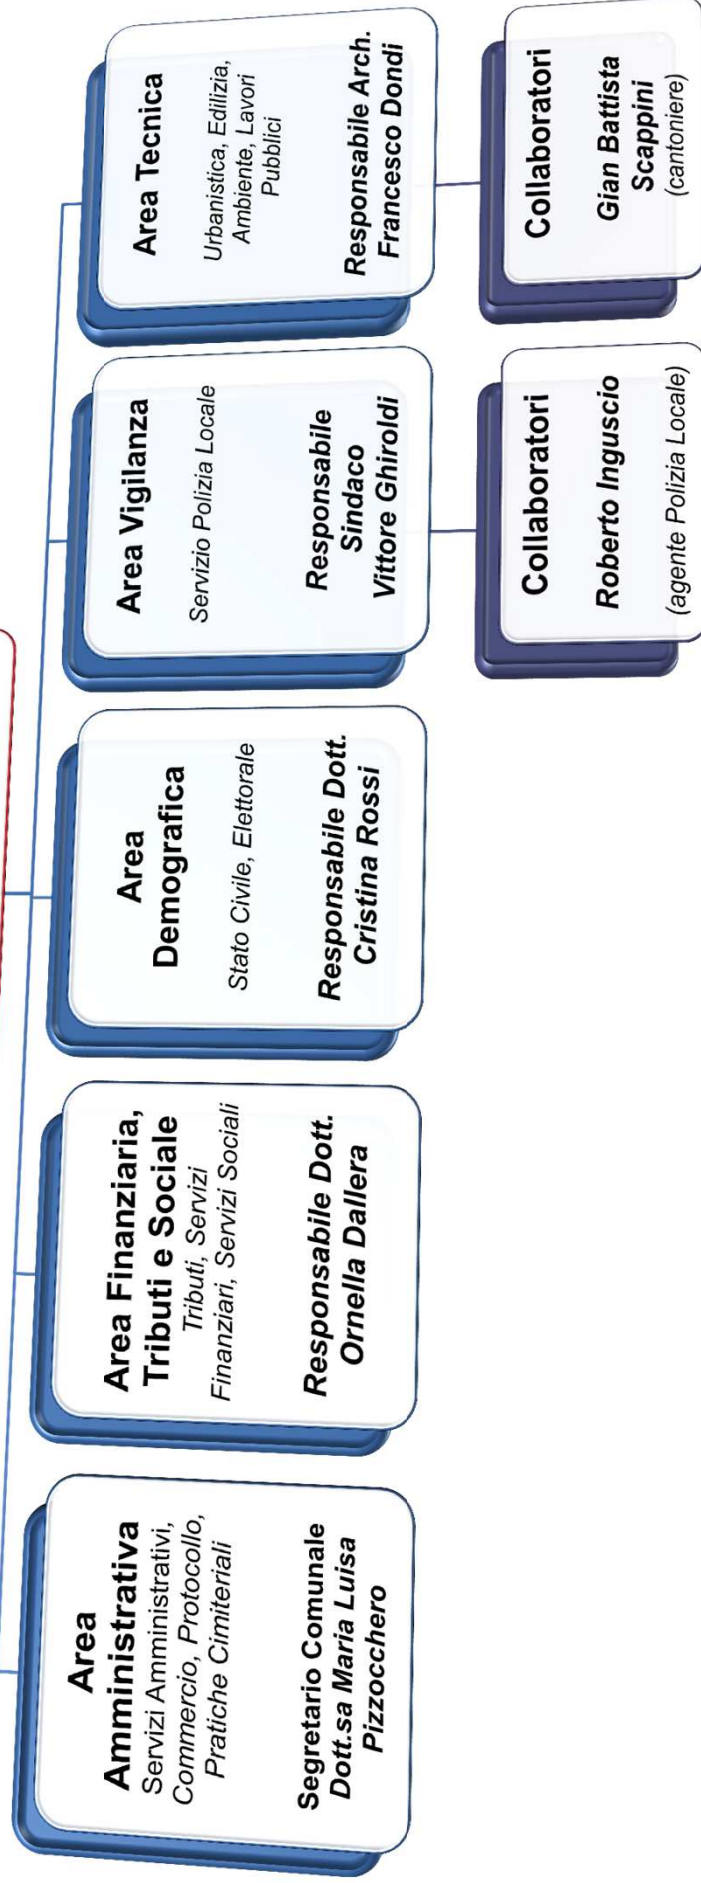 Area
Amministrativa
Servizi Amministrativi,
Commercio, Protocollo,
Pratiche Cimiteriali
Segretario Comunale
Dott.sa Maria Luisa
Pizzocchero
Area Finanziaria,
Tributi e Sociale
Tributi, Servizi
Finanziari, Servizi Sociali
Responsabile Dott.
Ornella Dallera
Area
Demografica
Stato Civile, Elettorale
Responsabile Dott.
Cristina Rossi
Area Vigilanza
Servizio Polizia Locale
Responsabile
Sindaco
Vittore Ghiroldi
Area Tecnica
Urbanistica, Edilizia,
Ambiente, Lavori
Pubblici
Responsabile Arch.
Francesco Dondi
Collaboratori
Roberto Inguscio
(agente Polizia Locale)
Collaboratori
Gian Battista
Scappini
(cantoniere)